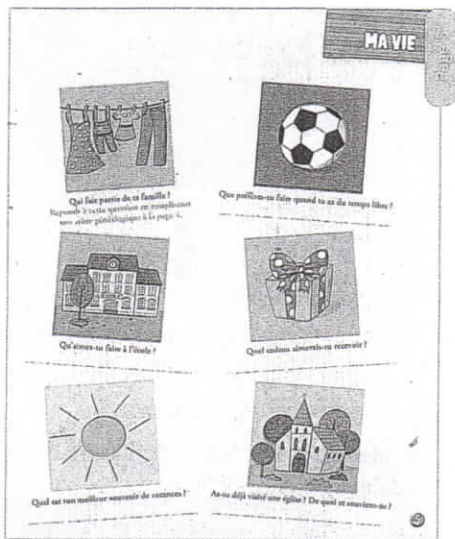 MA VIE
Qui fait partie de ta famille ?
Réponds à cette question en complétant
ton arbre généalogique à la page
Que préfères-tu faire quand tu as du temps libre ?
Qu'aimes-tu faire à l'école ?
Quel cadeau aimerais-tu recevoir ?
Quel est ton meilleur souvenir de vacances ?
As-tu déjà visité une église ? De quoi te souviens-tu ?